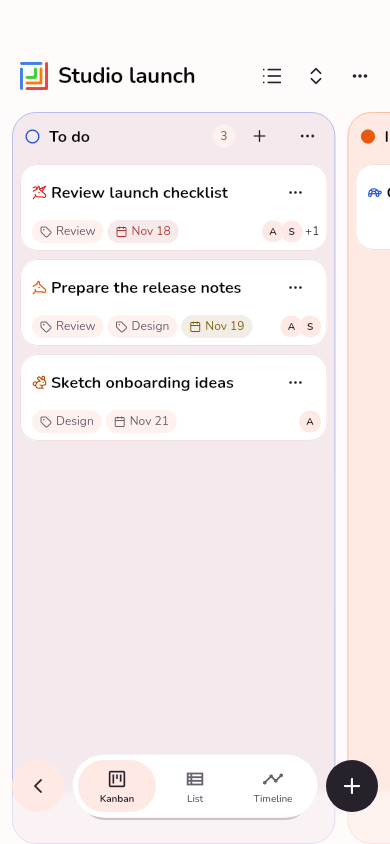 Studio launch
To do
3
Review launch checklist
Review
Nov 18
A
S
+1
Prepare the release notes
Review
Design
Nov 19
A
S
Sketch onboarding ideas
Design
Nov 21
A
Kanban
List
Timeline